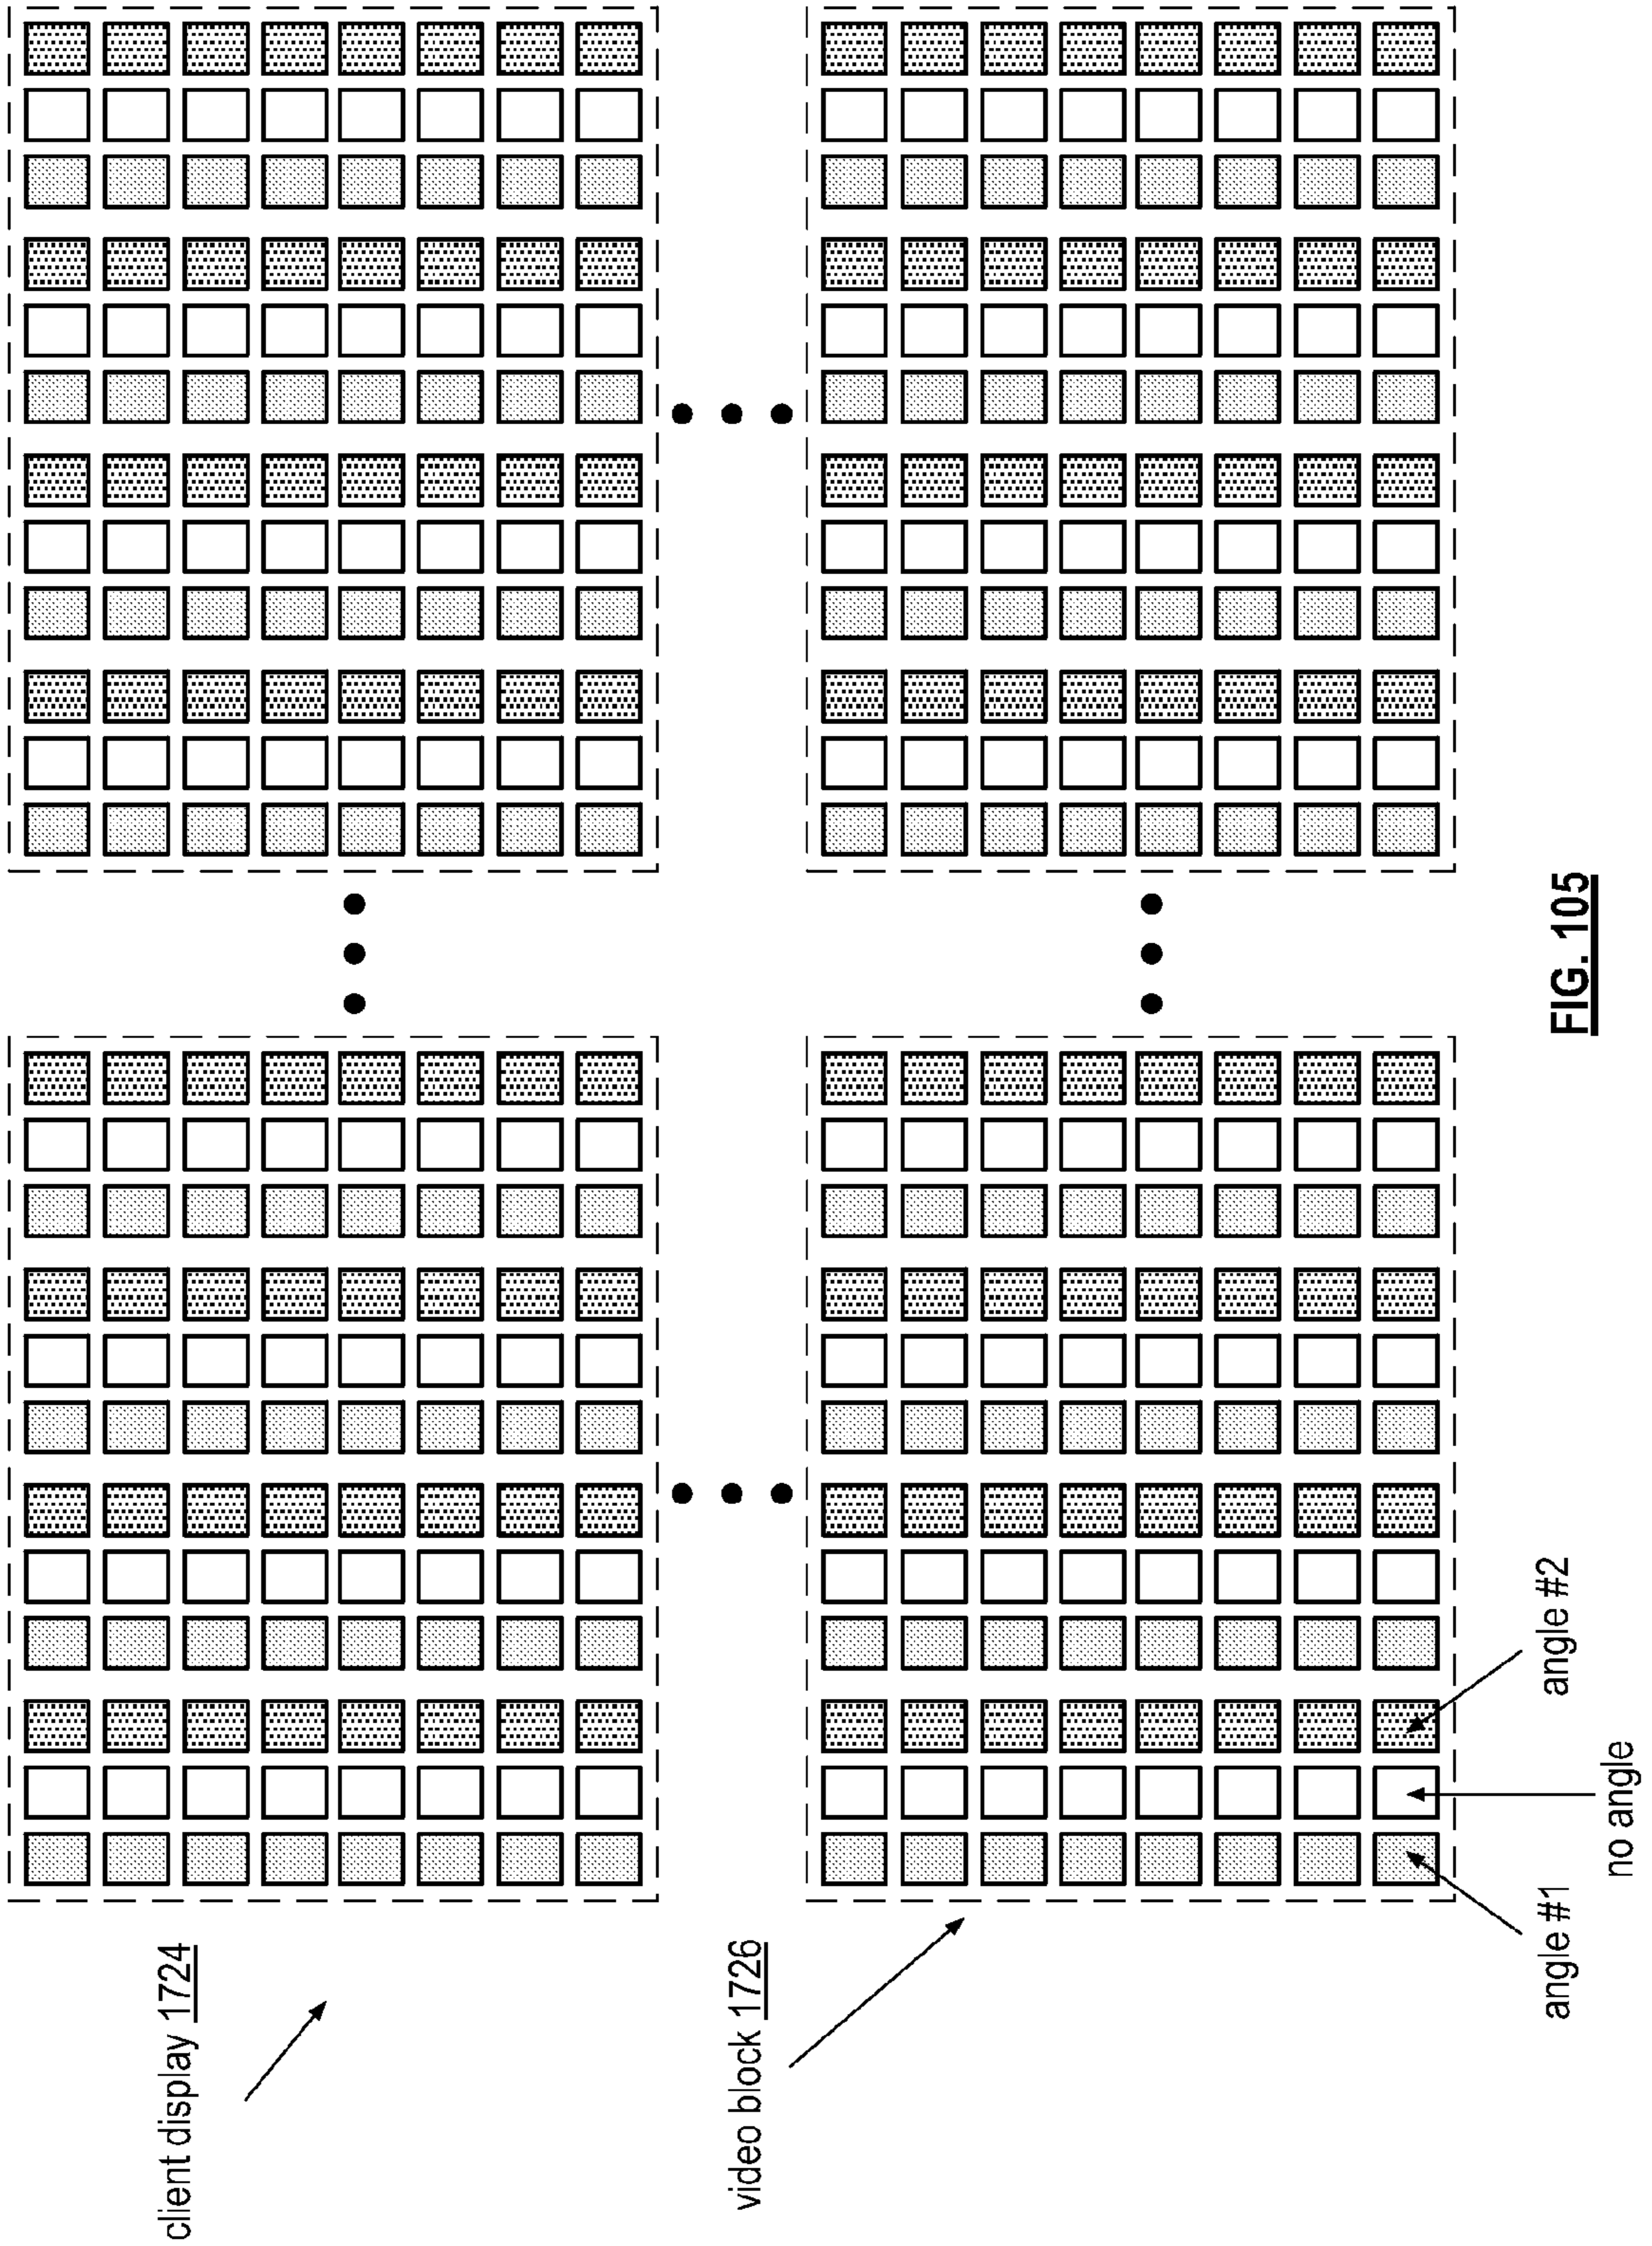 client display 1724
video block 1726
angle #1
no angle
angle #2
FIG. 105